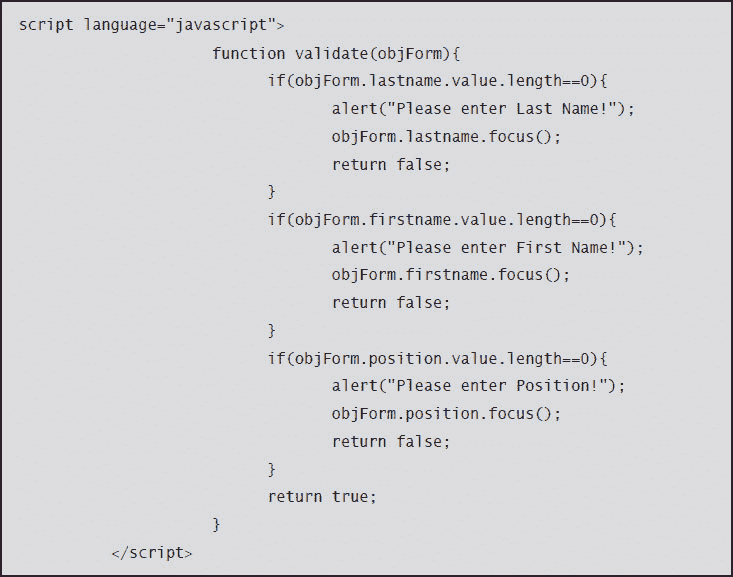 script language="javascript">
function validate(objForm){
if(objForm.lastname.value.length==0){
alert("Please enter Last Name!");
objForm.lastname.focus();
return false;
}
if(objForm.firstname.value.length==0){
alert("Please enter First Name!");
objForm.firstname.focus();
return false;
}
if(objForm.position.value.length==0){
alert("Please enter Position!");
objForm.position.focus();
return false;
}
return true;
}
</script>